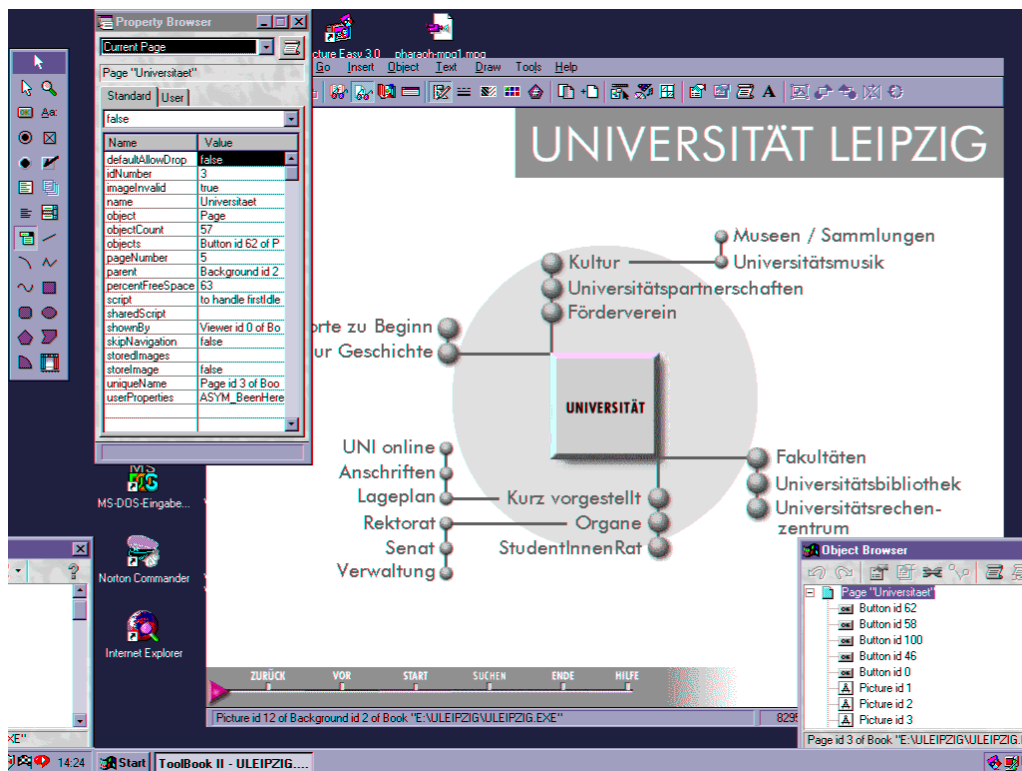 Property Browser
Current Page
Page "Universitaet"
Standard
User
false
Name Value
defaultAllowDrop false
idNumber 3
imageInvalid true
name Universitaet
object Page
objectCount 57
objects Button id 62 of P
pageNumber 5
parent Background id 2
percentFreeSpace 63
script to handle firstIdle
sharedScript
shownBy Viewer id 0 of Bo
skipNavigation false
storedImages
storeImage false
uniqueName Page id 3 of Boo
userProperties ASYM_BeenHere
cture Easy 3.0 pharaoh-mpg1.mpg
Go Insert Object Text Draw Tools Help
UNIVERSITÄT LEIPZIG
Museen / Sammlungen
Kultur
Universitätsmusik
Universitätspartnerschaften
Förderverein
orte zu Beginn
ur Geschichte
UNIVERSITÄT
UNI online
Anschriften
Lageplan
Kurz vorgestellt
Rektorat
Organe
Senat
StudentInnenRat
Verwaltung
Fakultäten
Universitätsbibliothek
Universitätsrechen-
zentrum
MS
DOS
MS-DOS-Eingabe...
Norton Commander
Internet Explorer
Object Browser
Page "Universitaet"
Button id 62
Button id 58
Button id 100
Button id 46
Button id 0
Picture id 1
Picture id 2
Picture id 3
Page id 3 of Book "E:\ULEIPZIG\ULEIPZIG.
ZURÜCK VOR START SUCHEN ENDE HILFE
Picture id 12 of Background id 2 of Book "E:\ULEIPZIG\ULEIPZIG.EXE"
8295
XE"
14:24
Start
ToolBook II - ULEIPZIG....